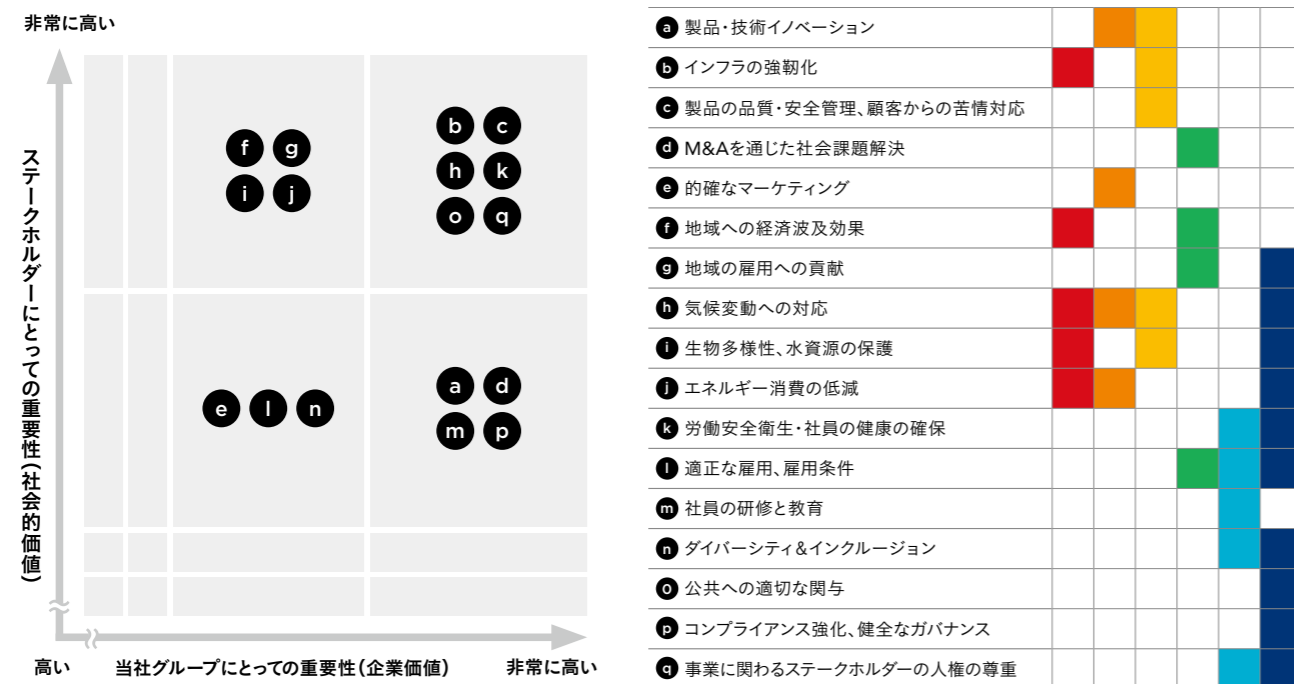 非常に高い
ステークホルダーにとっての重要性(社会的価値)
f g
i j
b c
h k
o q
e l n
a d
m p
高い
当社グループにとっての重要性(企業価値)
非常に高い
a 製品・技術イノベーション
b インフラの強靭化
c 製品の品質・安全管理、顧客からの苦情対応
d M&Aを通じた社会課題解決
e 的確なマーケティング
f 地域への経済波及効果
g 地域の雇用への貢献
h 気候変動への対応
i 生物多様性、水資源の保護
j エネルギー消費の低減
k 労働安全衛生・社員の健康の確保
l 適正な雇用、雇用条件
m 社員の研修と教育
n ダイバーシティ&インクルージョン
o 公共への適切な関与
p コンプライアンス強化、健全なガバナンス
q 事業に関わるステークホルダーの人権の尊重